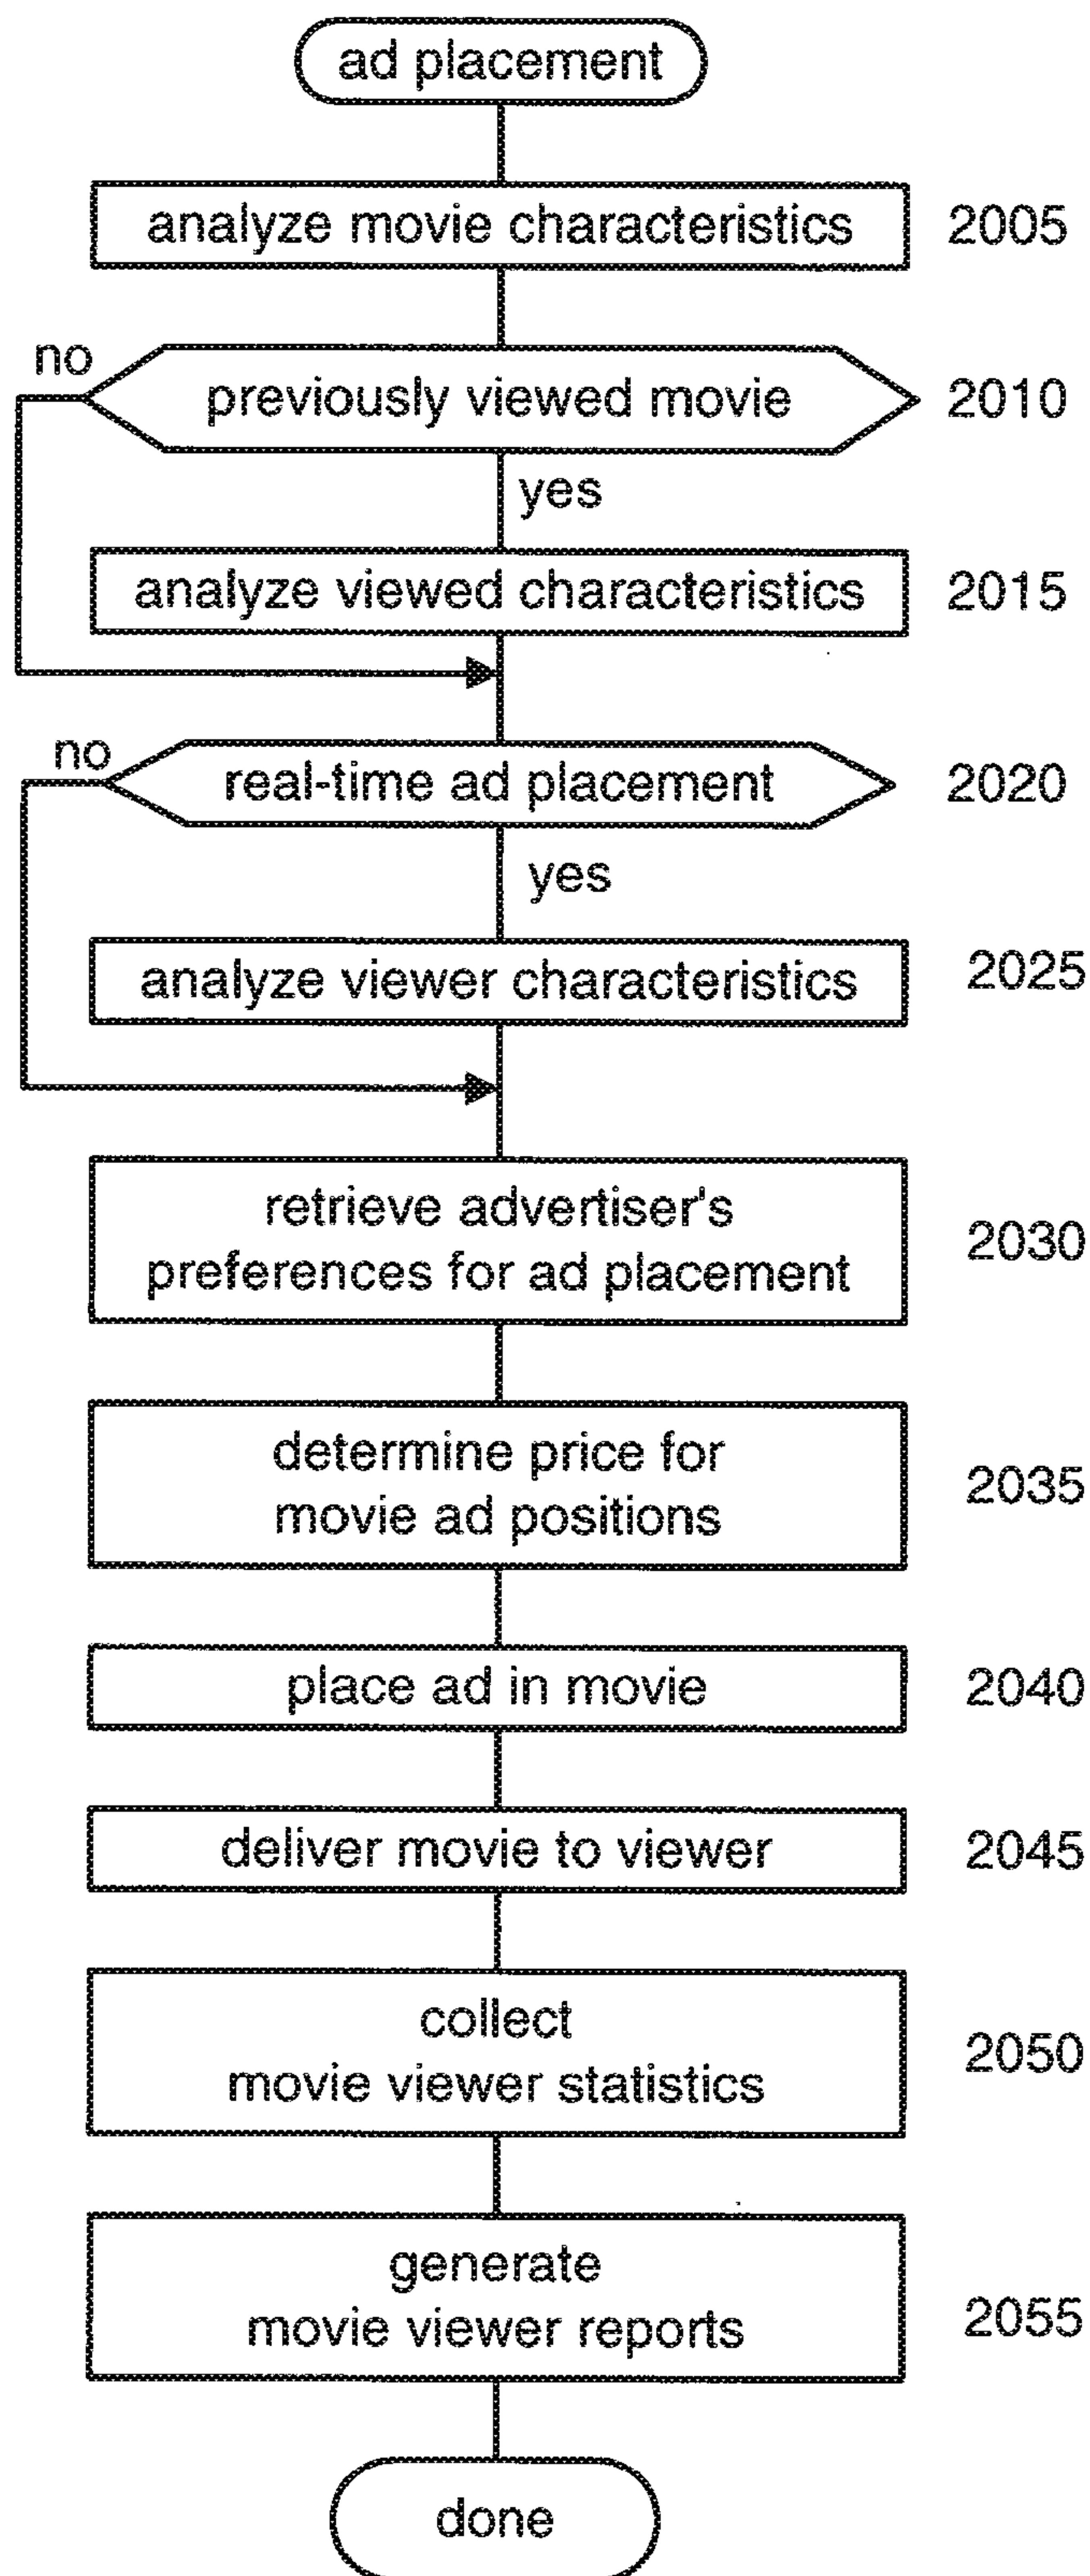 ad placement
analyze movie characteristics 2005
no
previously viewed movie 2010
yes
analyze viewed characteristics 2015
no
real-time ad placement 2020
yes
analyze viewer characteristics 2025
retrieve advertiser's
preferences for ad placement
2030
determine price for
movie ad positions
2035
place ad in movie 2040
deliver movie to viewer 2045
collect
movie viewer statistics
2050
generate
movie viewer reports
2055
done